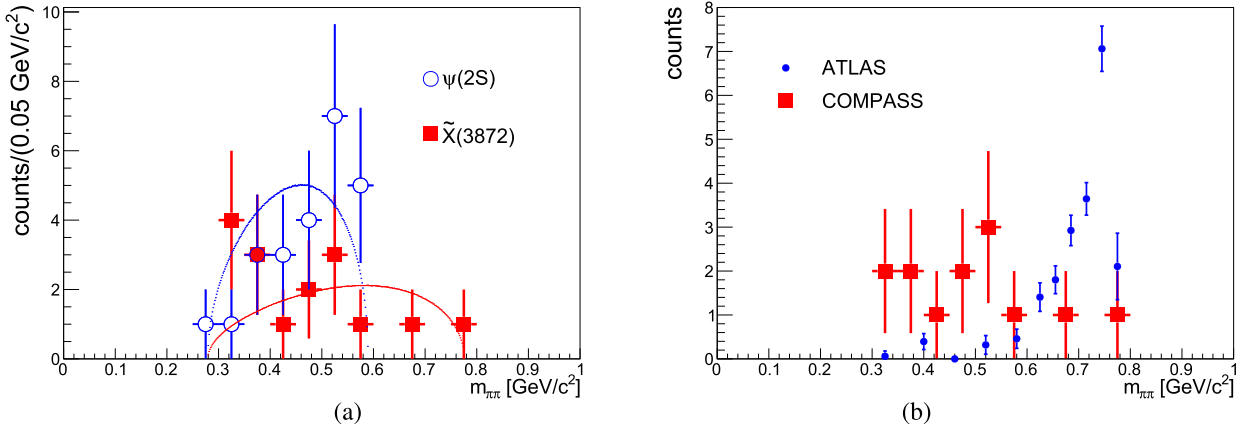 counts/(0.05 GeV/c²)
10
8
6
4
2
0
ψ(2S)
X̃(3872)
0 0.1 0.2 0.3 0.4 0.5 0.6 0.7 0.8 0.9 1
mππ [GeV/c²]
(a)
counts
8
7
6
5
4
3
2
1
0
ATLAS
COMPASS
0 0.1 0.2 0.3 0.4 0.5 0.6 0.7 0.8 0.9 1
mππ [GeV/c²]
(b)